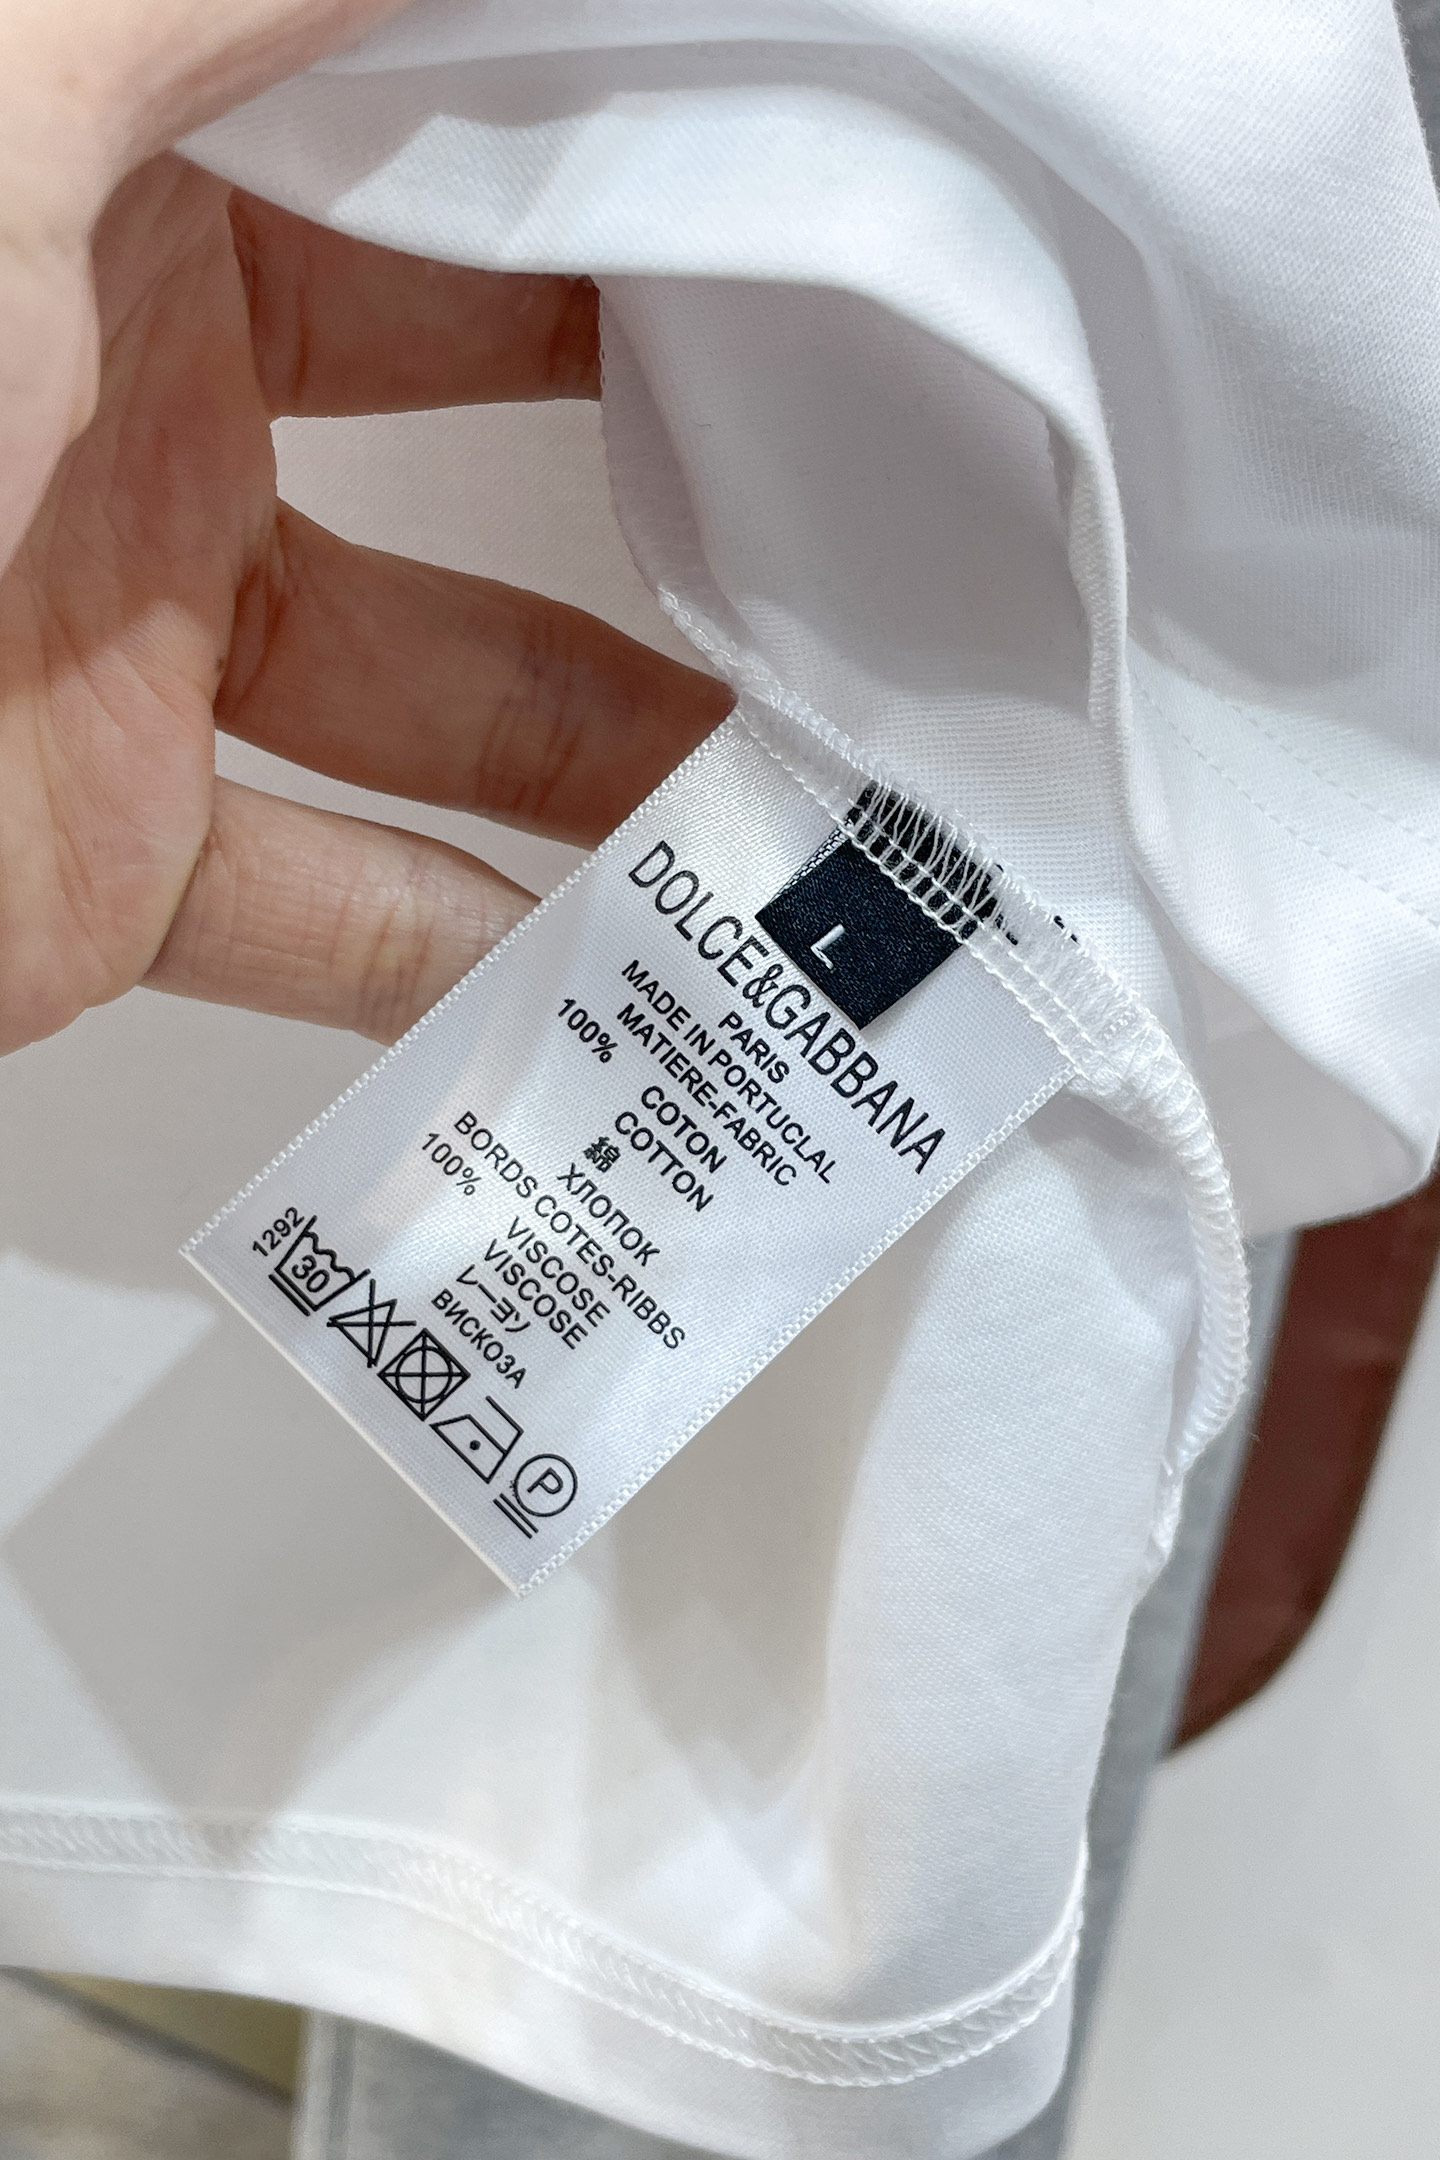 L
DOLCE&GABBANA
PARIS
MADE IN PORTUCLAL
MATIERE-FABRIC
100%
COTON
COTTON
綿
ХЛОПОК
BORDS COTES-RIBBS
100%
VISCOSE
VISCOSE
レーヨン
ВИСКОЗА
1292
30
P